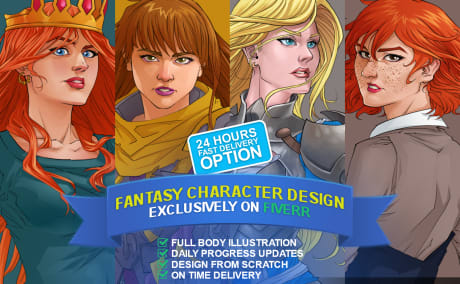 24 HOURS
FAST DELIVERY
OPTION
FANTASY CHARACTER DESIGN
EXCLUSIVELY ON FIVERR
FULL BODY ILLUSTRATION
DAILY PROGRESS UPDATES
DESIGN FROM SCRATCH
ON TIME DELIVERY